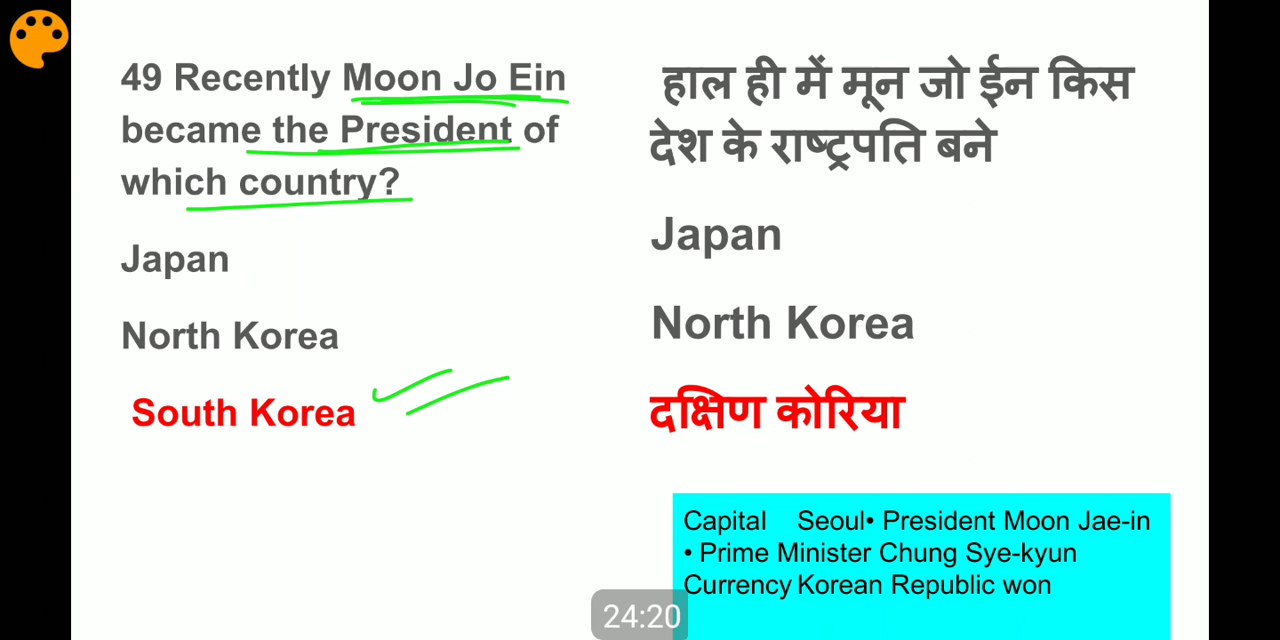 49 Recently Moon Jo Ein
became the President of
which country?
Japan
North Korea
South Korea
हाल ही में मून जो ईन किस
देश के राष्ट्रपति बने
Japan
North Korea
दक्षिण कोरिया
Capital Seoul• President Moon Jae-in
• Prime Minister Chung Sye-kyun
Currency Korean Republic won
24:20